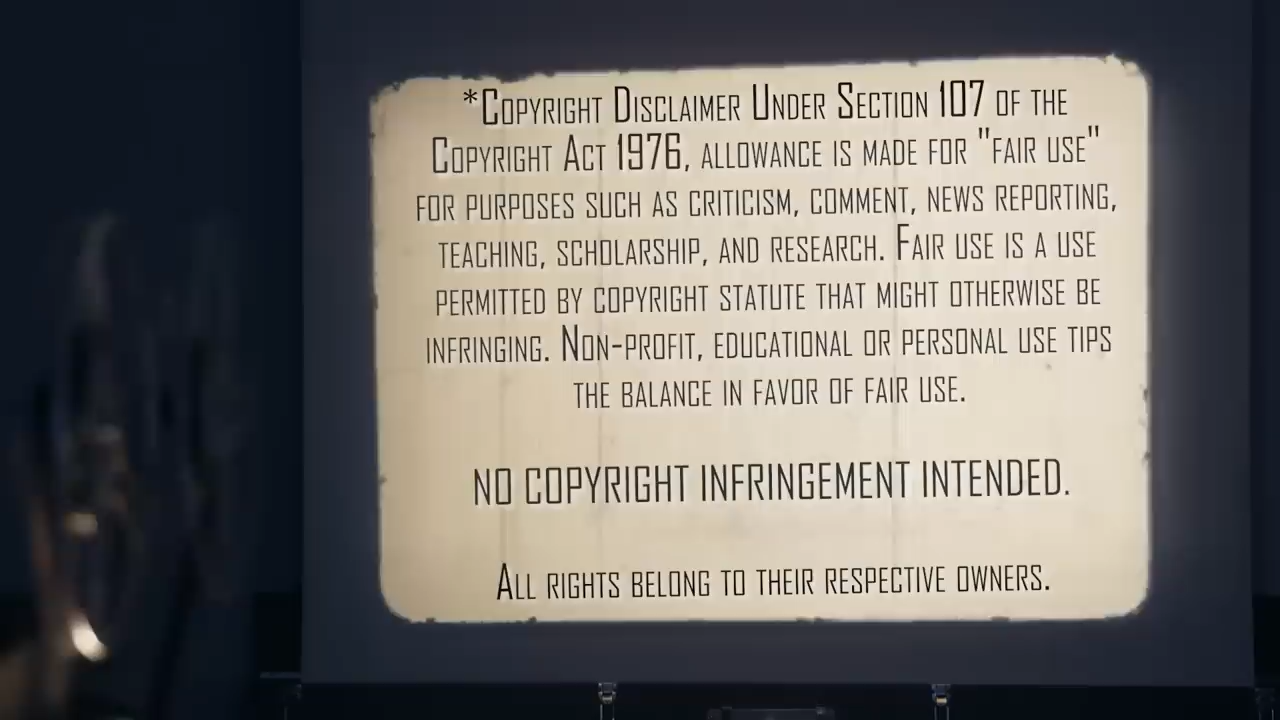 *Copyright Disclaimer Under Section 107 of the
Copyright Act 1976, allowance is made for "fair use"
for purposes such as criticism, comment, news reporting,
teaching, scholarship, and research. Fair use is a use
permitted by copyright statute that might otherwise be
infringing. Non-profit, educational or personal use tips
the balance in favor of fair use.
NO COPYRIGHT INFRINGEMENT INTENDED.
All rights belong to their respective owners.